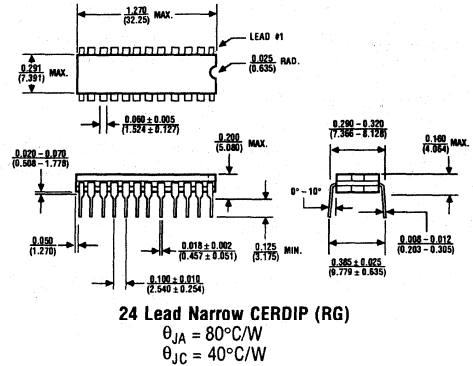 1.270
(32.25) MAX.
LEAD #1
0.291
(7.391) MAX.
0.025
(0.635) RAD.
0.060 ± 0.005
(1.524 ± 0.127)
0.200
(5.080) MAX.
0.290 – 0.320
(7.366 – 8.128)
0.160
(4.064) MAX.
0.020 – 0.070
(0.508 – 1.778)
0° – 10°
0.050
(1.270)
0.018 ± 0.002
(0.457 ± 0.051)
0.125
(3.175) MIN.
0.008 – 0.012
(0.203 – 0.305)
0.100 ± 0.010
(2.540 ± 0.254)
0.385 ± 0.025
(9.779 ± 0.635)
24 Lead Narrow CERDIP (RG)
θJA = 80°C/W
θJC = 40°C/W